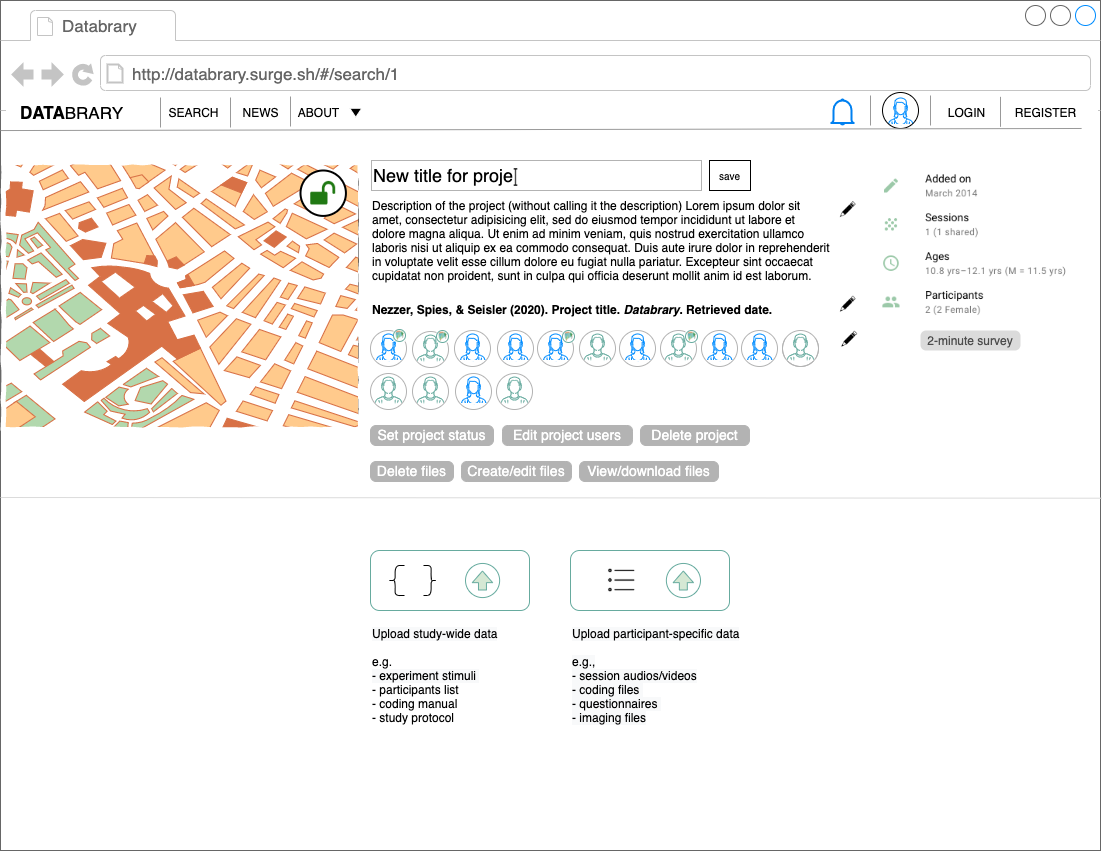 Databrary
http://databrary.surge.sh/#/search/1
DATABRARY SEARCH NEWS ABOUT ▼ LOGIN REGISTER
New title for proje
save
Description of the project (without calling it the description) Lorem ipsum dolor sit
amet, consectetur adipisicing elit, sed do eiusmod tempor incididunt ut labore et
dolore magna aliqua. Ut enim ad minim veniam, quis nostrud exercitation ullamco
laboris nisi ut aliquip ex ea commodo consequat. Duis aute irure dolor in reprehenderit
in voluptate velit esse cillum dolore eu fugiat nulla pariatur. Excepteur sint occaecat
cupidatat non proident, sunt in culpa qui officia deserunt mollit anim id est laborum.
Nezzer, Spies, & Seisler (2020). Project title. Databrary. Retrieved date.
Set project status Edit project users Delete project
Delete files Create/edit files View/download files
Added on
March 2014
Sessions
1 (1 shared)
Ages
10.8 yrs–12.1 yrs (M = 11.5 yrs)
Participants
2 (2 Female)
2-minute survey
{ }
Upload study-wide data
e.g.
- experiment stimuli
- participants list
- coding manual
- study protocol
Upload participant-specific data
e.g.,
- session audios/videos
- coding files
- questionnaires
- imaging files